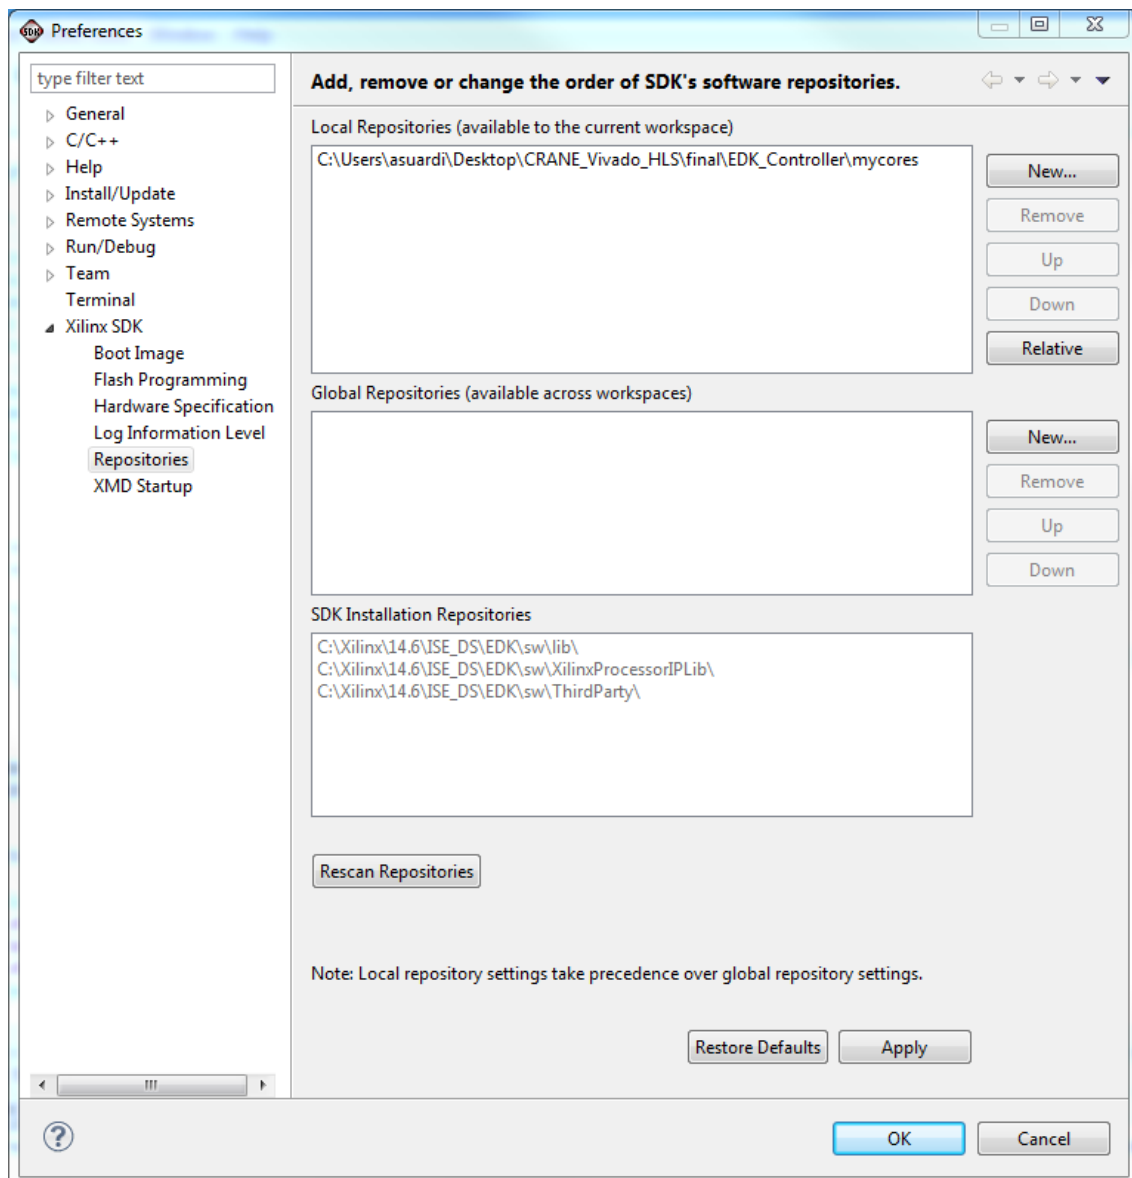 SDK Preferences
type filter text
Add, remove or change the order of SDK's software repositories.
General
C/C++
Help
Install/Update
Remote Systems
Run/Debug
Team
Terminal
Xilinx SDK
Boot Image
Flash Programming
Hardware Specification
Log Information Level
Repositories
XMD Startup
Local Repositories (available to the current workspace)
C:\Users\asuardi\Desktop\CRANE_Vivado_HLS\final\EDK_Controller\mycores
New...
Remove
Up
Down
Relative
Global Repositories (available across workspaces)
New...
Remove
Up
Down
SDK Installation Repositories
C:\Xilinx\14.6\ISE_DS\EDK\sw\lib\
C:\Xilinx\14.6\ISE_DS\EDK\sw\XilinxProcessorIPLib\
C:\Xilinx\14.6\ISE_DS\EDK\sw\ThirdParty\
Rescan Repositories
Note: Local repository settings take precedence over global repository settings.
Restore Defaults
Apply
?
OK
Cancel